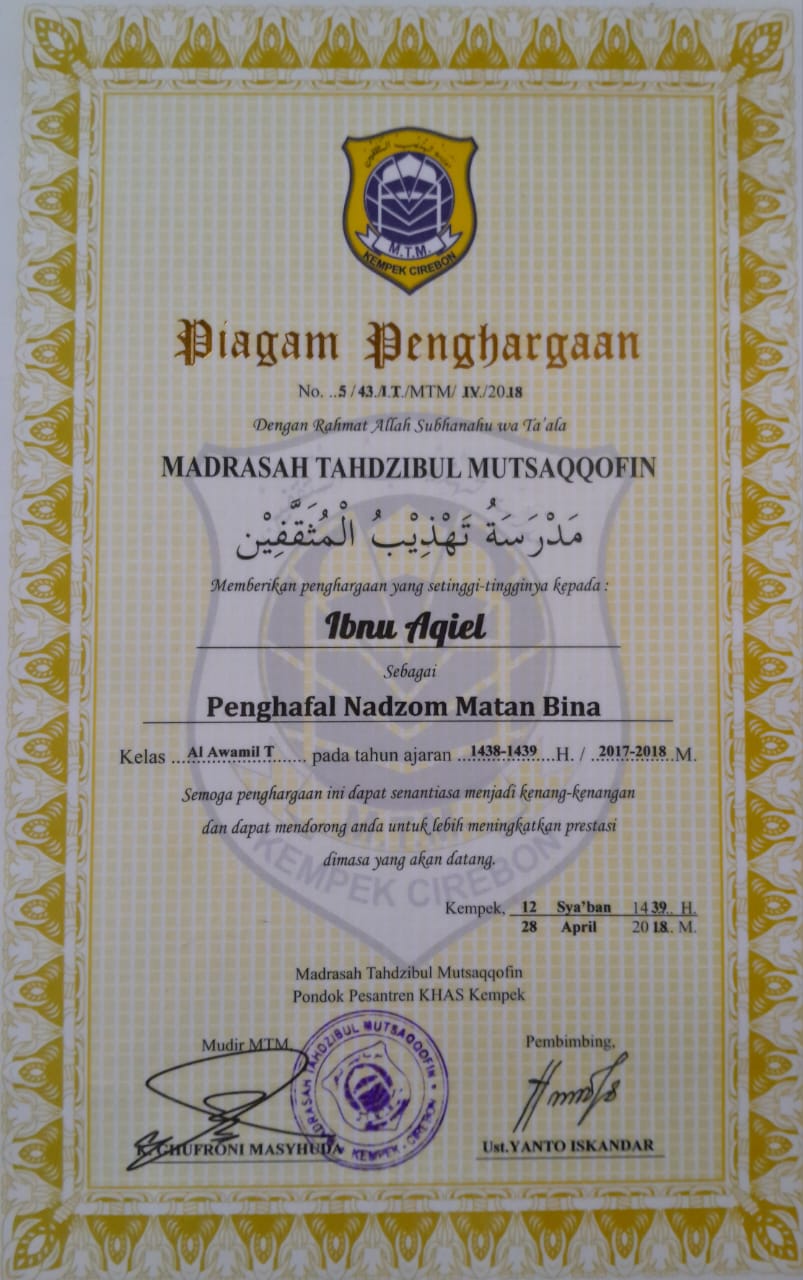 M.T.M.
KEMPEK CIREBON
Piagam Penghargaan
No. ..5 /43./I.T./MTM/ .IV./2018
Dengan Rahmat Allah Subhanahu wa Ta'ala
MADRASAH TAHDZIBUL MUTSAQQOFIN
مَدْرَسَةُ تَهْذِيْبُ الْمُثَقَّفِيْن
Memberikan penghargaan yang setinggi-tingginya kepada :
Ibnu Aqiel
Sebagai
Penghafal Nadzom Matan Bina
Kelas ...Al Awamil T...... pada tahun ajaran ..1438-1439...H. / ..2017-2018..M.
Semoga penghargaan ini dapat senantiasa menjadi kenang-kenangan
dan dapat mendorong anda untuk lebih meningkatkan prestasi
dimasa yang akan datang.
KEMPEK CIREBON
Kempek, 12 Sya'ban 1439.. H.
28 April 2018.. M.
Madrasah Tahdzibul Mutsaqqofin
Pondok Pesantren KHAS Kempek
Mudir MTM,
Pembimbing,
MADRASAH TAHDZIBUL MUTSAQQOFIN
KEMPEK - CIREBON
K. GHUFRONI MASYHUDA
Ust.YANTO ISKANDAR